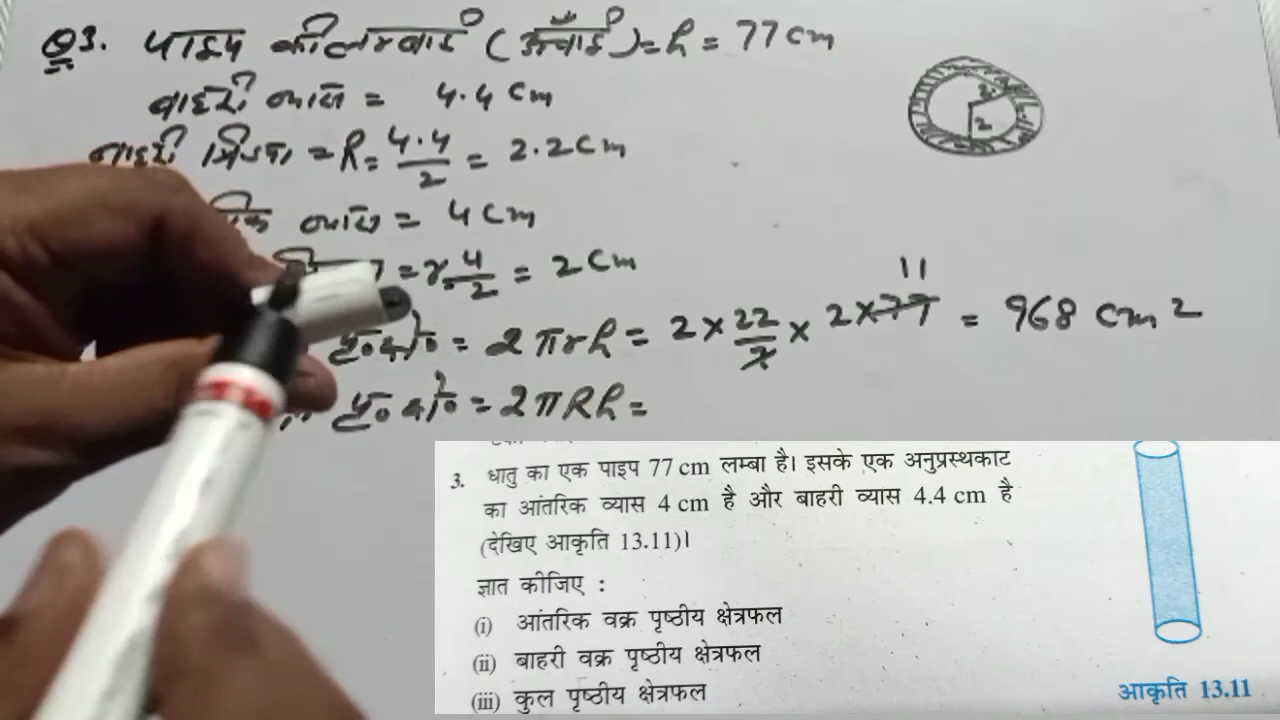 Q3. पाइप की लम्बाई (ऊँचाई) = h = 77 cm
बाहरी व्यास = 4.4 cm
बाहरी त्रिज्या = R = 4.4/2 = 2.2 cm
व्यास = 4 cm
= r = 4/2 = 2 cm
पृ० क्षे० = 2πrh = 2 × 22/7 × 2 × 77 11 = 968 cm²
पृ० क्षे० = 2πRh =
2
3. धातु का एक पाइप 77 cm लम्बा है। इसके एक अनुप्रस्थकाट
का आंतरिक व्यास 4 cm है और बाहरी व्यास 4.4 cm है
(देखिए आकृति 13.11)।
ज्ञात कीजिए :
(i) आंतरिक वक्र पृष्ठीय क्षेत्रफल
(ii) बाहरी वक्र पृष्ठीय क्षेत्रफल
(iii) कुल पृष्ठीय क्षेत्रफल
आकृति 13.11